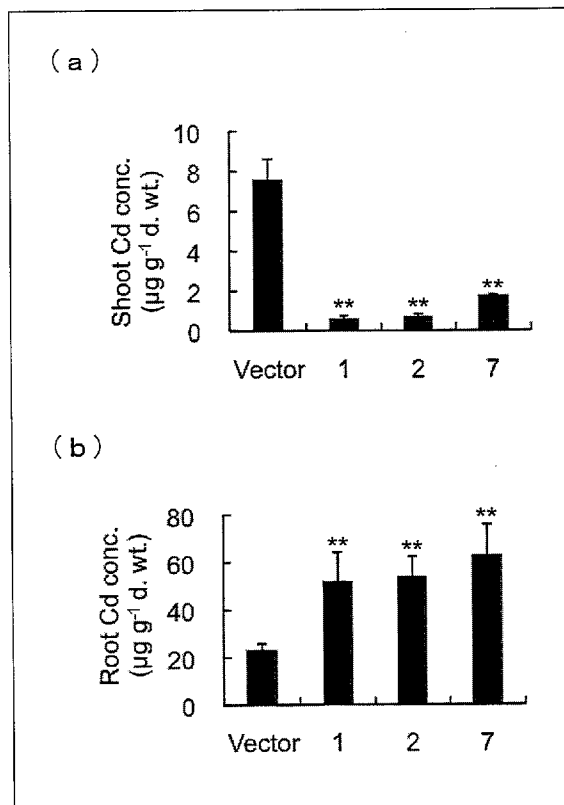 (a)
Shoot Cd conc.
(µg g⁻¹ d. wt.)
10
8
6
4
2
0
** ** **
Vector 1 2 7
(b)
Root Cd conc.
(µg g⁻¹ d. wt.)
80
60
40
20
0
** ** **
Vector 1 2 7